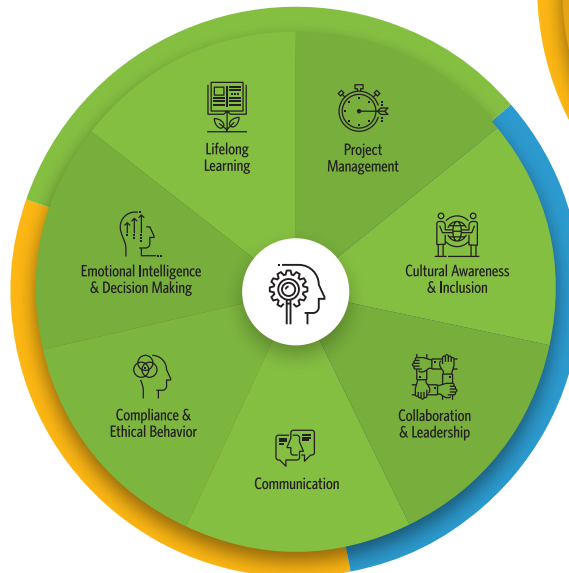 Lifelong
Learning
Project
Management
Cultural Awareness
& Inclusion
Collaboration
& Leadership
Communication
Compliance &
Ethical Behavior
Emotional Intelligence
& Decision Making